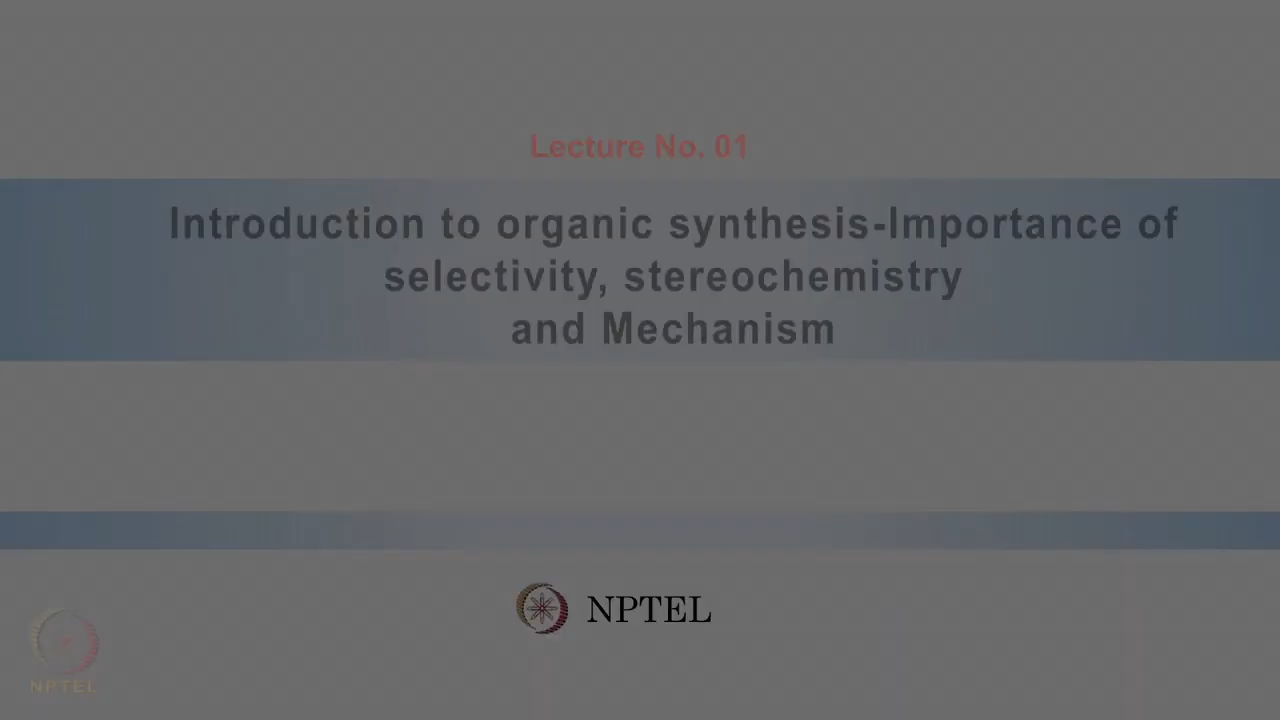 Lecture No. 01
Introduction to organic synthesis-Importance of
selectivity, stereochemistry
and Mechanism
NPTEL
NPTEL